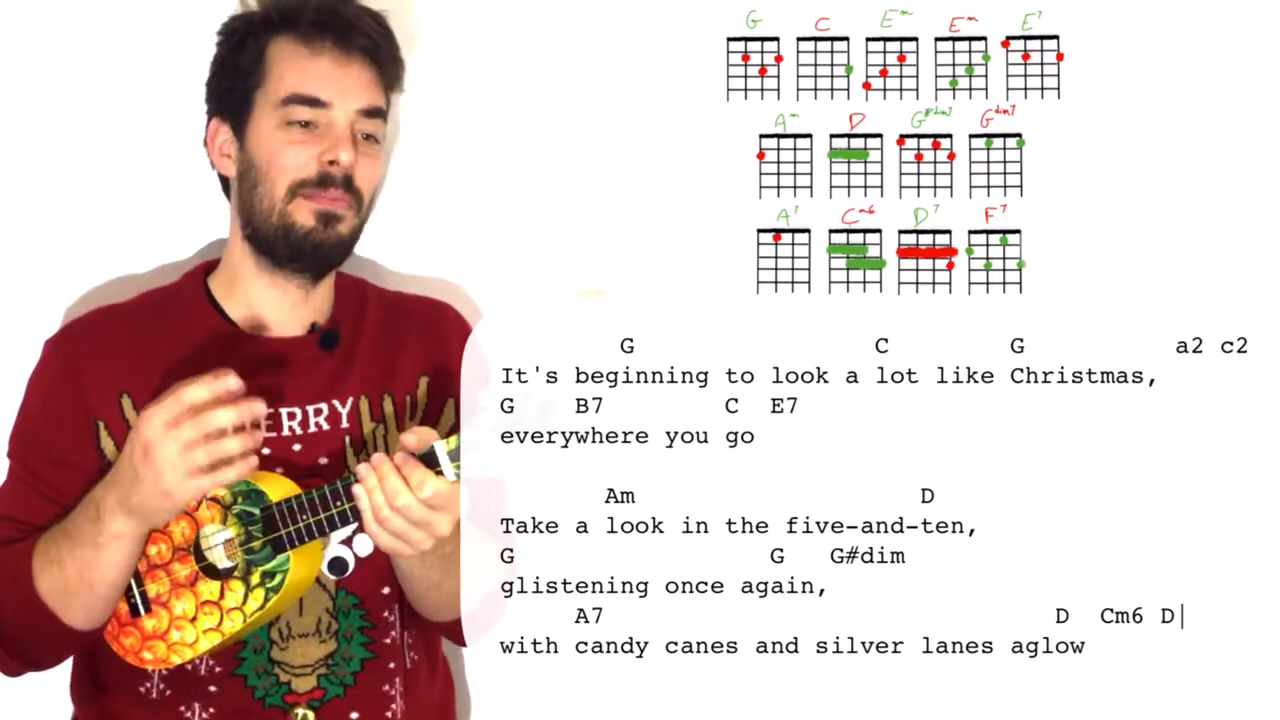 G C Em Em E7
Am D G#dim7 Gdim7
A7 Cm6 D7 F7
MERRY
G C G a2 c2
It's beginning to look a lot like Christmas,
G B7 C E7
everywhere you go
Am D
Take a look in the five-and-ten,
G G G#dim
glistening once again,
A7 D Cm6 D|
with candy canes and silver lanes aglow